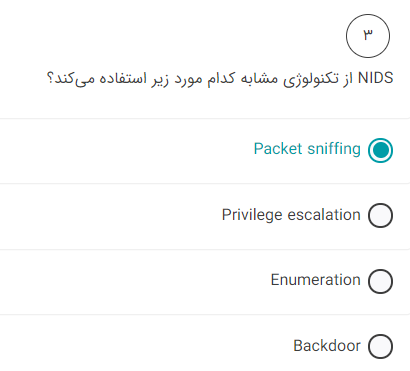 ۳
NIDS از تکنولوژی مشابه کدام مورد زیر استفاده می‌کند؟
Packet sniffing
Privilege escalation
Enumeration
Backdoor